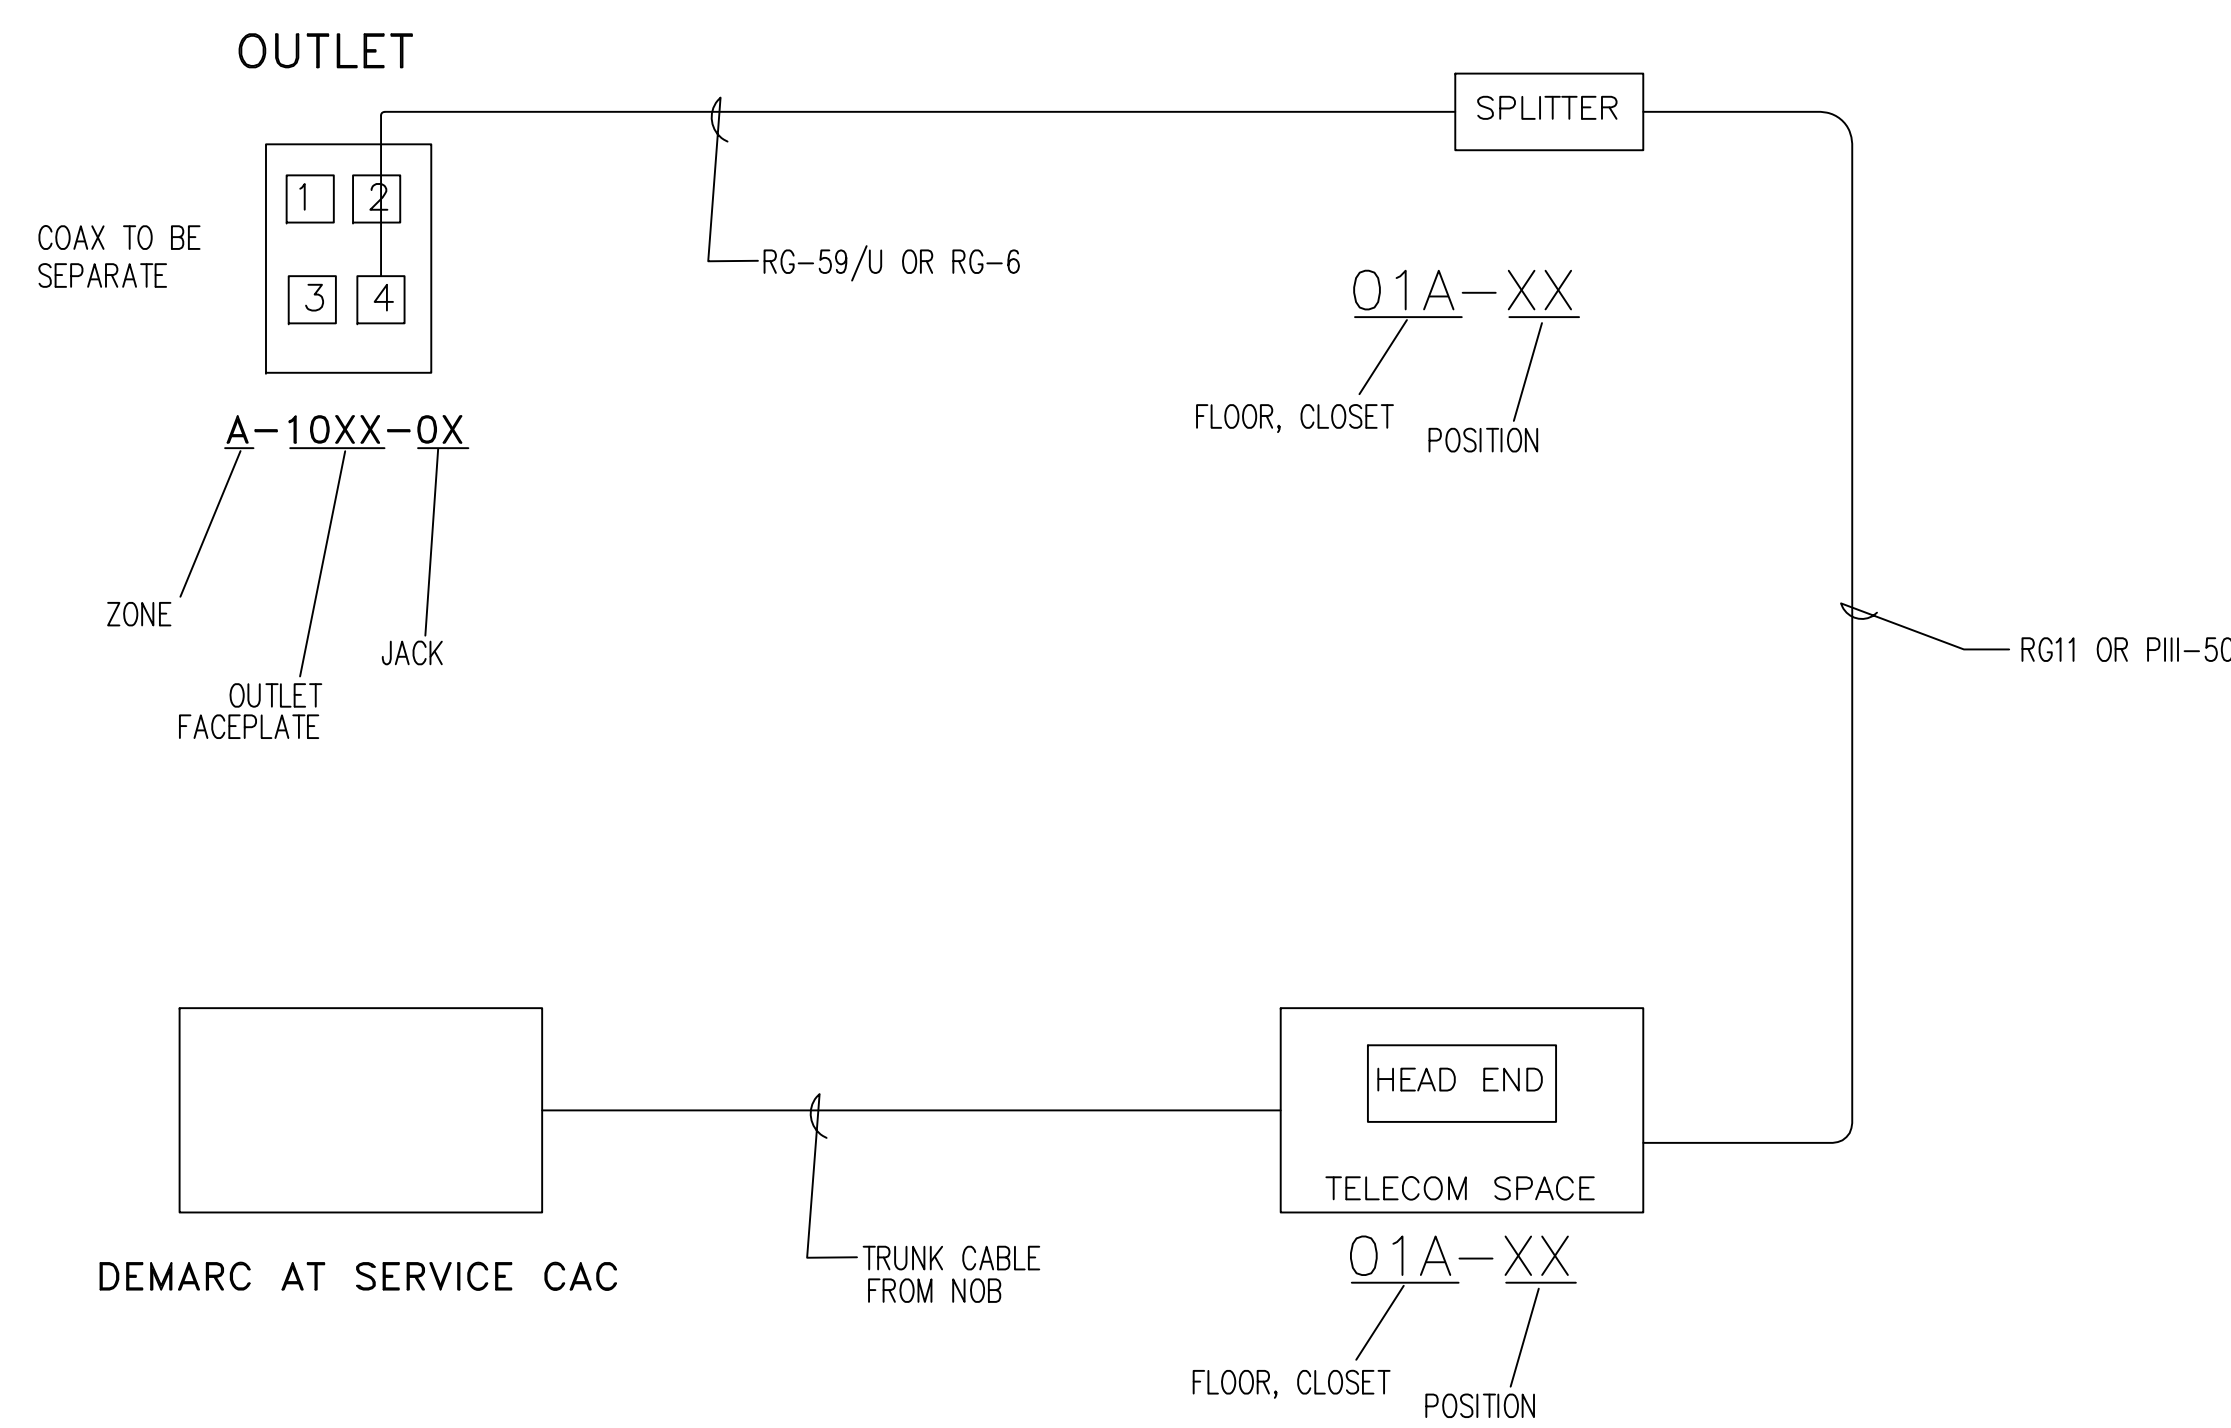 OUTLET
SPLITTER
1 2
COAX TO BE
SEPARATE
3 4
RG-59/U OR RG-6
01A-XX
FLOOR, CLOSET
POSITION
A-10XX-0X
ZONE
JACK
OUTLET
FACEPLATE
RG11 OR PIII-50
HEAD END
TELECOM SPACE
DEMARC AT SERVICE CAC
TRUNK CABLE
FROM NOB
01A-XX
FLOOR, CLOSET
POSITION